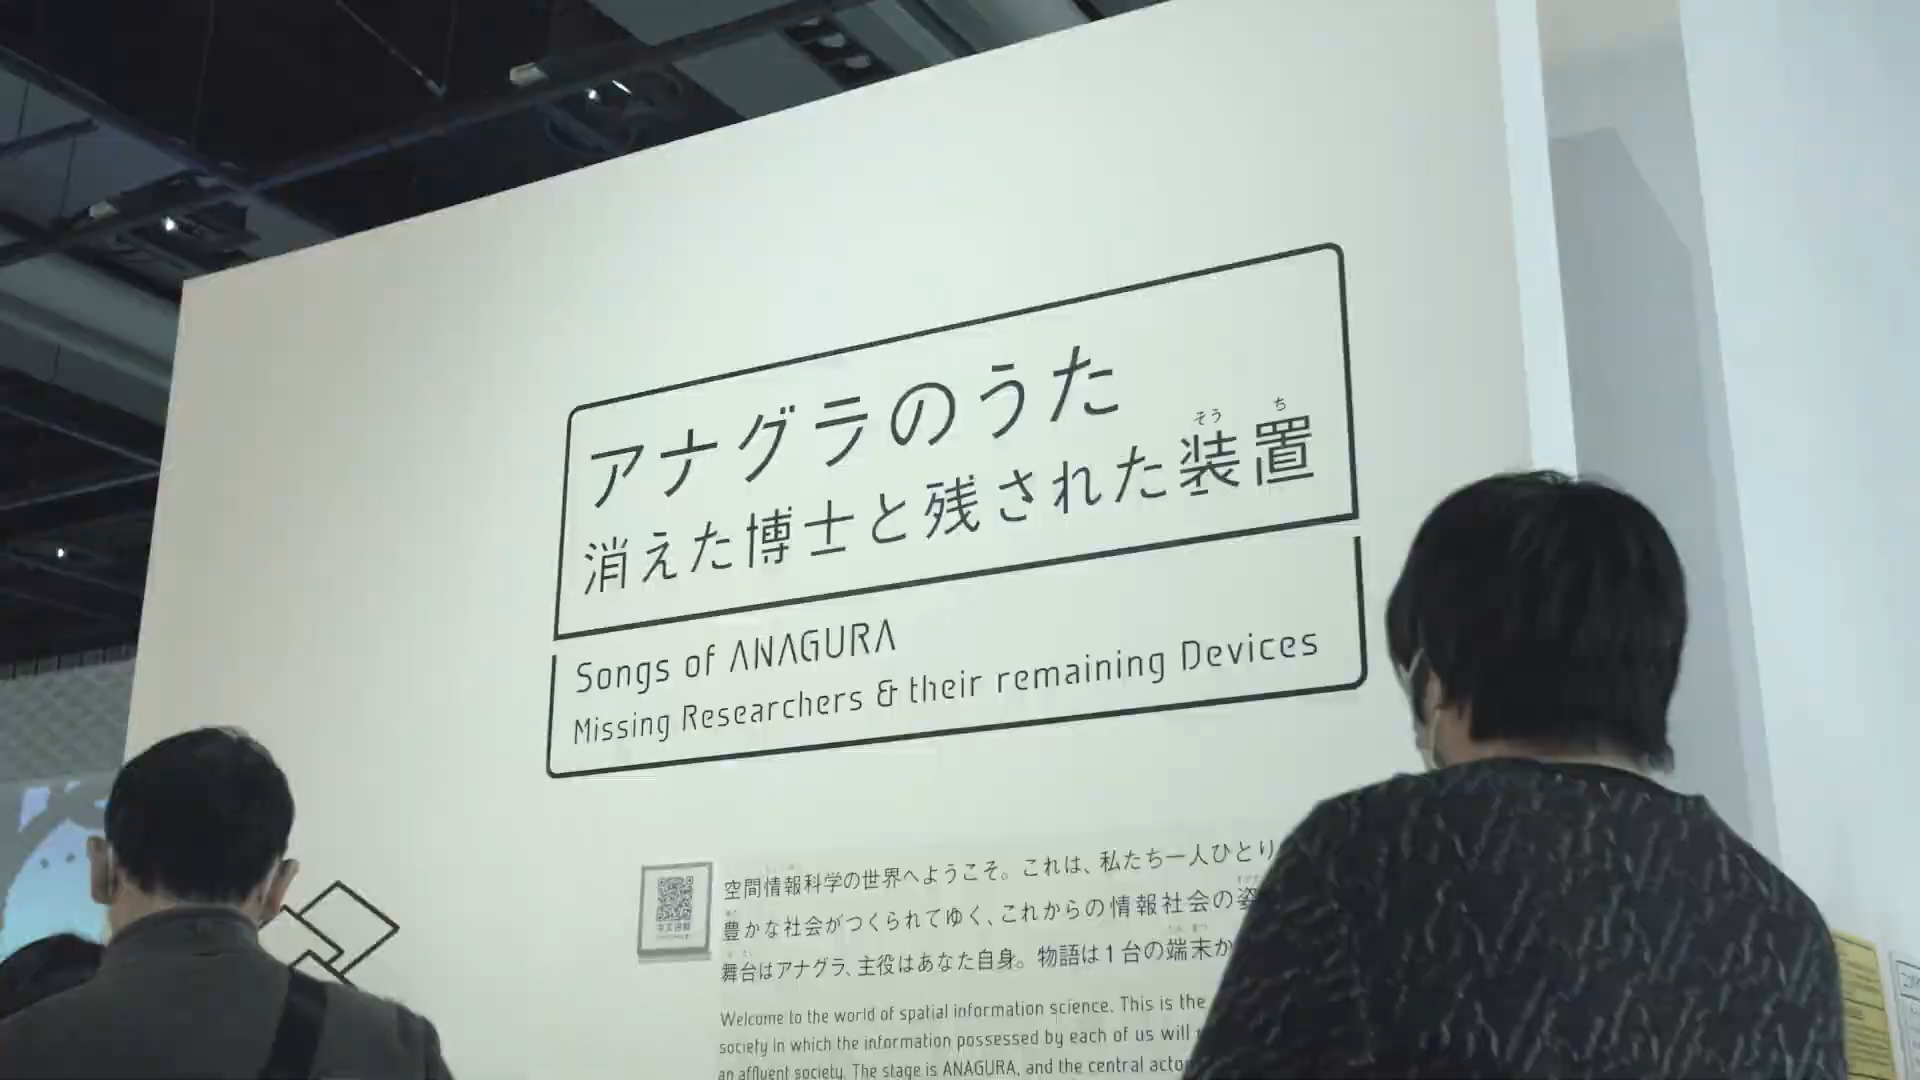 アナグラのうた
消えた博士と残された装置
そう ち
Songs of ANAGURA
Missing Researchers & their remaining Devices
空間情報科学の世界へようこそ。これは、私たち一人ひとり
豊かな社会がつくられてゆく、これからの情報社会の姿
舞台はアナグラ、主役はあなた自身。物語は1台の端末か
Welcome to the world of spatial information science. This is the
society in which the information possessed by each of us will
an affluent society. The stage is ANAGURA, and the central acto